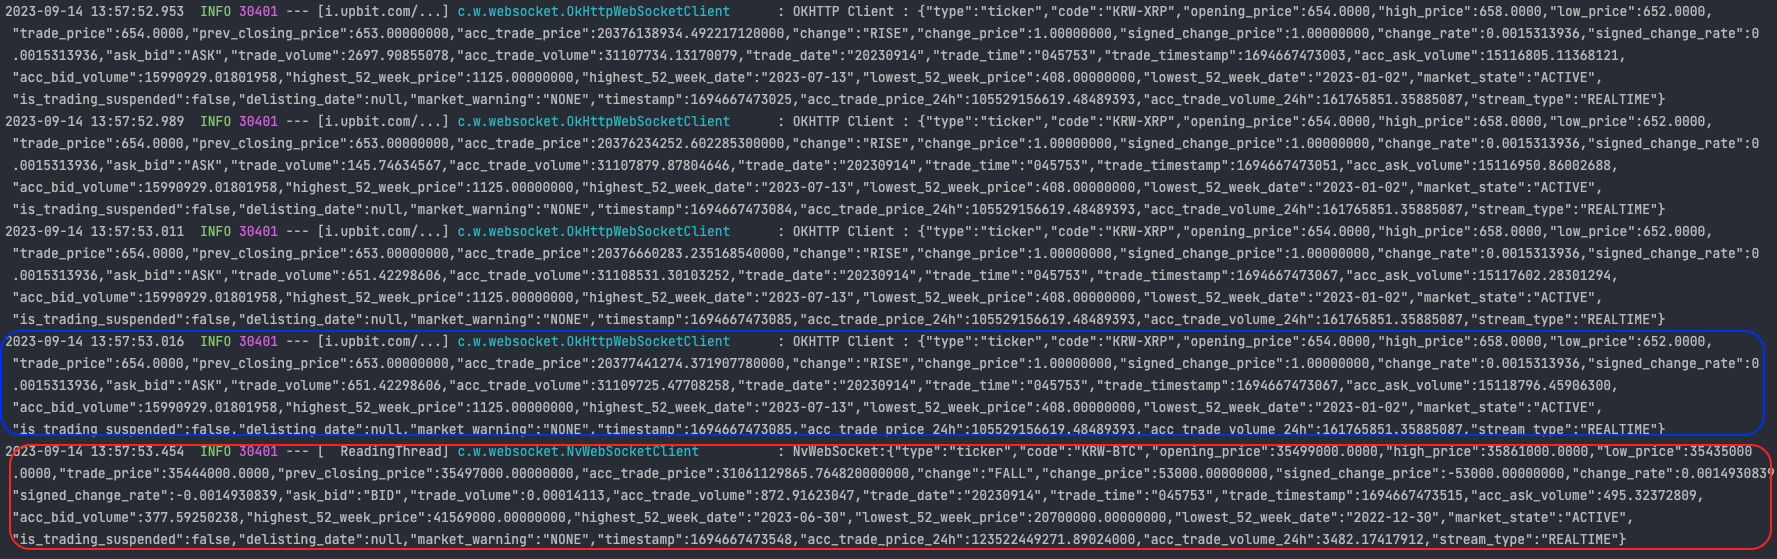 2023-09-14 13:57:52.953  INFO 30401 --- [i.upbit.com/...] c.w.websocket.OkHttpWebSocketClient      : OKHTTP Client : {"type":"ticker","code":"KRW-XRP","opening_price":654.0000,"high_price":658.0000,"low_price":652.0000,
"trade_price":654.0000,"prev_closing_price":653.00000000,"acc_trade_price":20376138934.492217120000,"change":"RISE","change_price":1.00000000,"signed_change_price":1.00000000,"change_rate":0.0015313936,"signed_change_rate":0
.0015313936,"ask_bid":"ASK","trade_volume":2697.90855078,"acc_trade_volume":31107734.13170079,"trade_date":"20230914","trade_time":"045753","trade_timestamp":1694667473003,"acc_ask_volume":15116805.11368121,
"acc_bid_volume":15990929.01801958,"highest_52_week_price":1125.00000000,"highest_52_week_date":"2023-07-13","lowest_52_week_price":408.00000000,"lowest_52_week_date":"2023-01-02","market_state":"ACTIVE",
"is_trading_suspended":false,"delisting_date":null,"market_warning":"NONE","timestamp":1694667473025,"acc_trade_price_24h":105529156619.48489393,"acc_trade_volume_24h":161765851.35885087,"stream_type":"REALTIME"}
2023-09-14 13:57:52.989  INFO 30401 --- [i.upbit.com/...] c.w.websocket.OkHttpWebSocketClient      : OKHTTP Client : {"type":"ticker","code":"KRW-XRP","opening_price":654.0000,"high_price":658.0000,"low_price":652.0000,
"trade_price":654.0000,"prev_closing_price":653.00000000,"acc_trade_price":20376234252.602285300000,"change":"RISE","change_price":1.00000000,"signed_change_price":1.00000000,"change_rate":0.0015313936,"signed_change_rate":0
.0015313936,"ask_bid":"ASK","trade_volume":145.74634567,"acc_trade_volume":31107879.87804646,"trade_date":"20230914","trade_time":"045753","trade_timestamp":1694667473051,"acc_ask_volume":15116950.86002688,
"acc_bid_volume":15990929.01801958,"highest_52_week_price":1125.00000000,"highest_52_week_date":"2023-07-13","lowest_52_week_price":408.00000000,"lowest_52_week_date":"2023-01-02","market_state":"ACTIVE",
"is_trading_suspended":false,"delisting_date":null,"market_warning":"NONE","timestamp":1694667473084,"acc_trade_price_24h":105529156619.48489393,"acc_trade_volume_24h":161765851.35885087,"stream_type":"REALTIME"}
2023-09-14 13:57:53.011  INFO 30401 --- [i.upbit.com/...] c.w.websocket.OkHttpWebSocketClient      : OKHTTP Client : {"type":"ticker","code":"KRW-XRP","opening_price":654.0000,"high_price":658.0000,"low_price":652.0000,
"trade_price":654.0000,"prev_closing_price":653.00000000,"acc_trade_price":20376660283.235168540000,"change":"RISE","change_price":1.00000000,"signed_change_price":1.00000000,"change_rate":0.0015313936,"signed_change_rate":0
.0015313936,"ask_bid":"ASK","trade_volume":651.42298606,"acc_trade_volume":31108531.30103252,"trade_date":"20230914","trade_time":"045753","trade_timestamp":1694667473067,"acc_ask_volume":15117602.28301294,
"acc_bid_volume":15990929.01801958,"highest_52_week_price":1125.00000000,"highest_52_week_date":"2023-07-13","lowest_52_week_price":408.00000000,"lowest_52_week_date":"2023-01-02","market_state":"ACTIVE",
"is_trading_suspended":false,"delisting_date":null,"market_warning":"NONE","timestamp":1694667473085,"acc_trade_price_24h":105529156619.48489393,"acc_trade_volume_24h":161765851.35885087,"stream_type":"REALTIME"}
2023-09-14 13:57:53.016  INFO 30401 --- [i.upbit.com/...] c.w.websocket.OkHttpWebSocketClient      : OKHTTP Client : {"type":"ticker","code":"KRW-XRP","opening_price":654.0000,"high_price":658.0000,"low_price":652.0000,
"trade_price":654.0000,"prev_closing_price":653.00000000,"acc_trade_price":20377441274.371907780000,"change":"RISE","change_price":1.00000000,"signed_change_price":1.00000000,"change_rate":0.0015313936,"signed_change_rate":0
.0015313936,"ask_bid":"ASK","trade_volume":651.42298606,"acc_trade_volume":31109725.47708258,"trade_date":"20230914","trade_time":"045753","trade_timestamp":1694667473067,"acc_ask_volume":15118796.45906300,
"acc_bid_volume":15990929.01801958,"highest_52_week_price":1125.00000000,"highest_52_week_date":"2023-07-13","lowest_52_week_price":408.00000000,"lowest_52_week_date":"2023-01-02","market_state":"ACTIVE",
"is_trading_suspended":false,"delisting_date":null,"market_warning":"NONE","timestamp":1694667473085,"acc_trade_price_24h":105529156619.48489393,"acc_trade_volume_24h":161765851.35885087,"stream_type":"REALTIME"}
2023-09-14 13:57:53.454  INFO 30401 --- [  ReadingThread] c.w.websocket.NvWebSocketClient          : NvWebSocket:{"type":"ticker","code":"KRW-BTC","opening_price":35499000.0000,"high_price":35861000.0000,"low_price":35435000
.0000,"trade_price":35444000.0000,"prev_closing_price":35497000.00000000,"acc_trade_price":31061129865.764820000000,"change":"FALL","change_price":53000.00000000,"signed_change_price":-53000.00000000,"change_rate":0.0014930839,
"signed_change_rate":-0.0014930839,"ask_bid":"BID","trade_volume":0.00014113,"acc_trade_volume":872.91623047,"trade_date":"20230914","trade_time":"045753","trade_timestamp":1694667473515,"acc_ask_volume":495.32372809,
"acc_bid_volume":377.59250238,"highest_52_week_price":41569000.00000000,"highest_52_week_date":"2023-06-30","lowest_52_week_price":20700000.00000000,"lowest_52_week_date":"2022-12-30","market_state":"ACTIVE",
"is_trading_suspended":false,"delisting_date":null,"market_warning":"NONE","timestamp":1694667473548,"acc_trade_price_24h":123522449271.89024000,"acc_trade_volume_24h":3482.17417912,"stream_type":"REALTIME"}